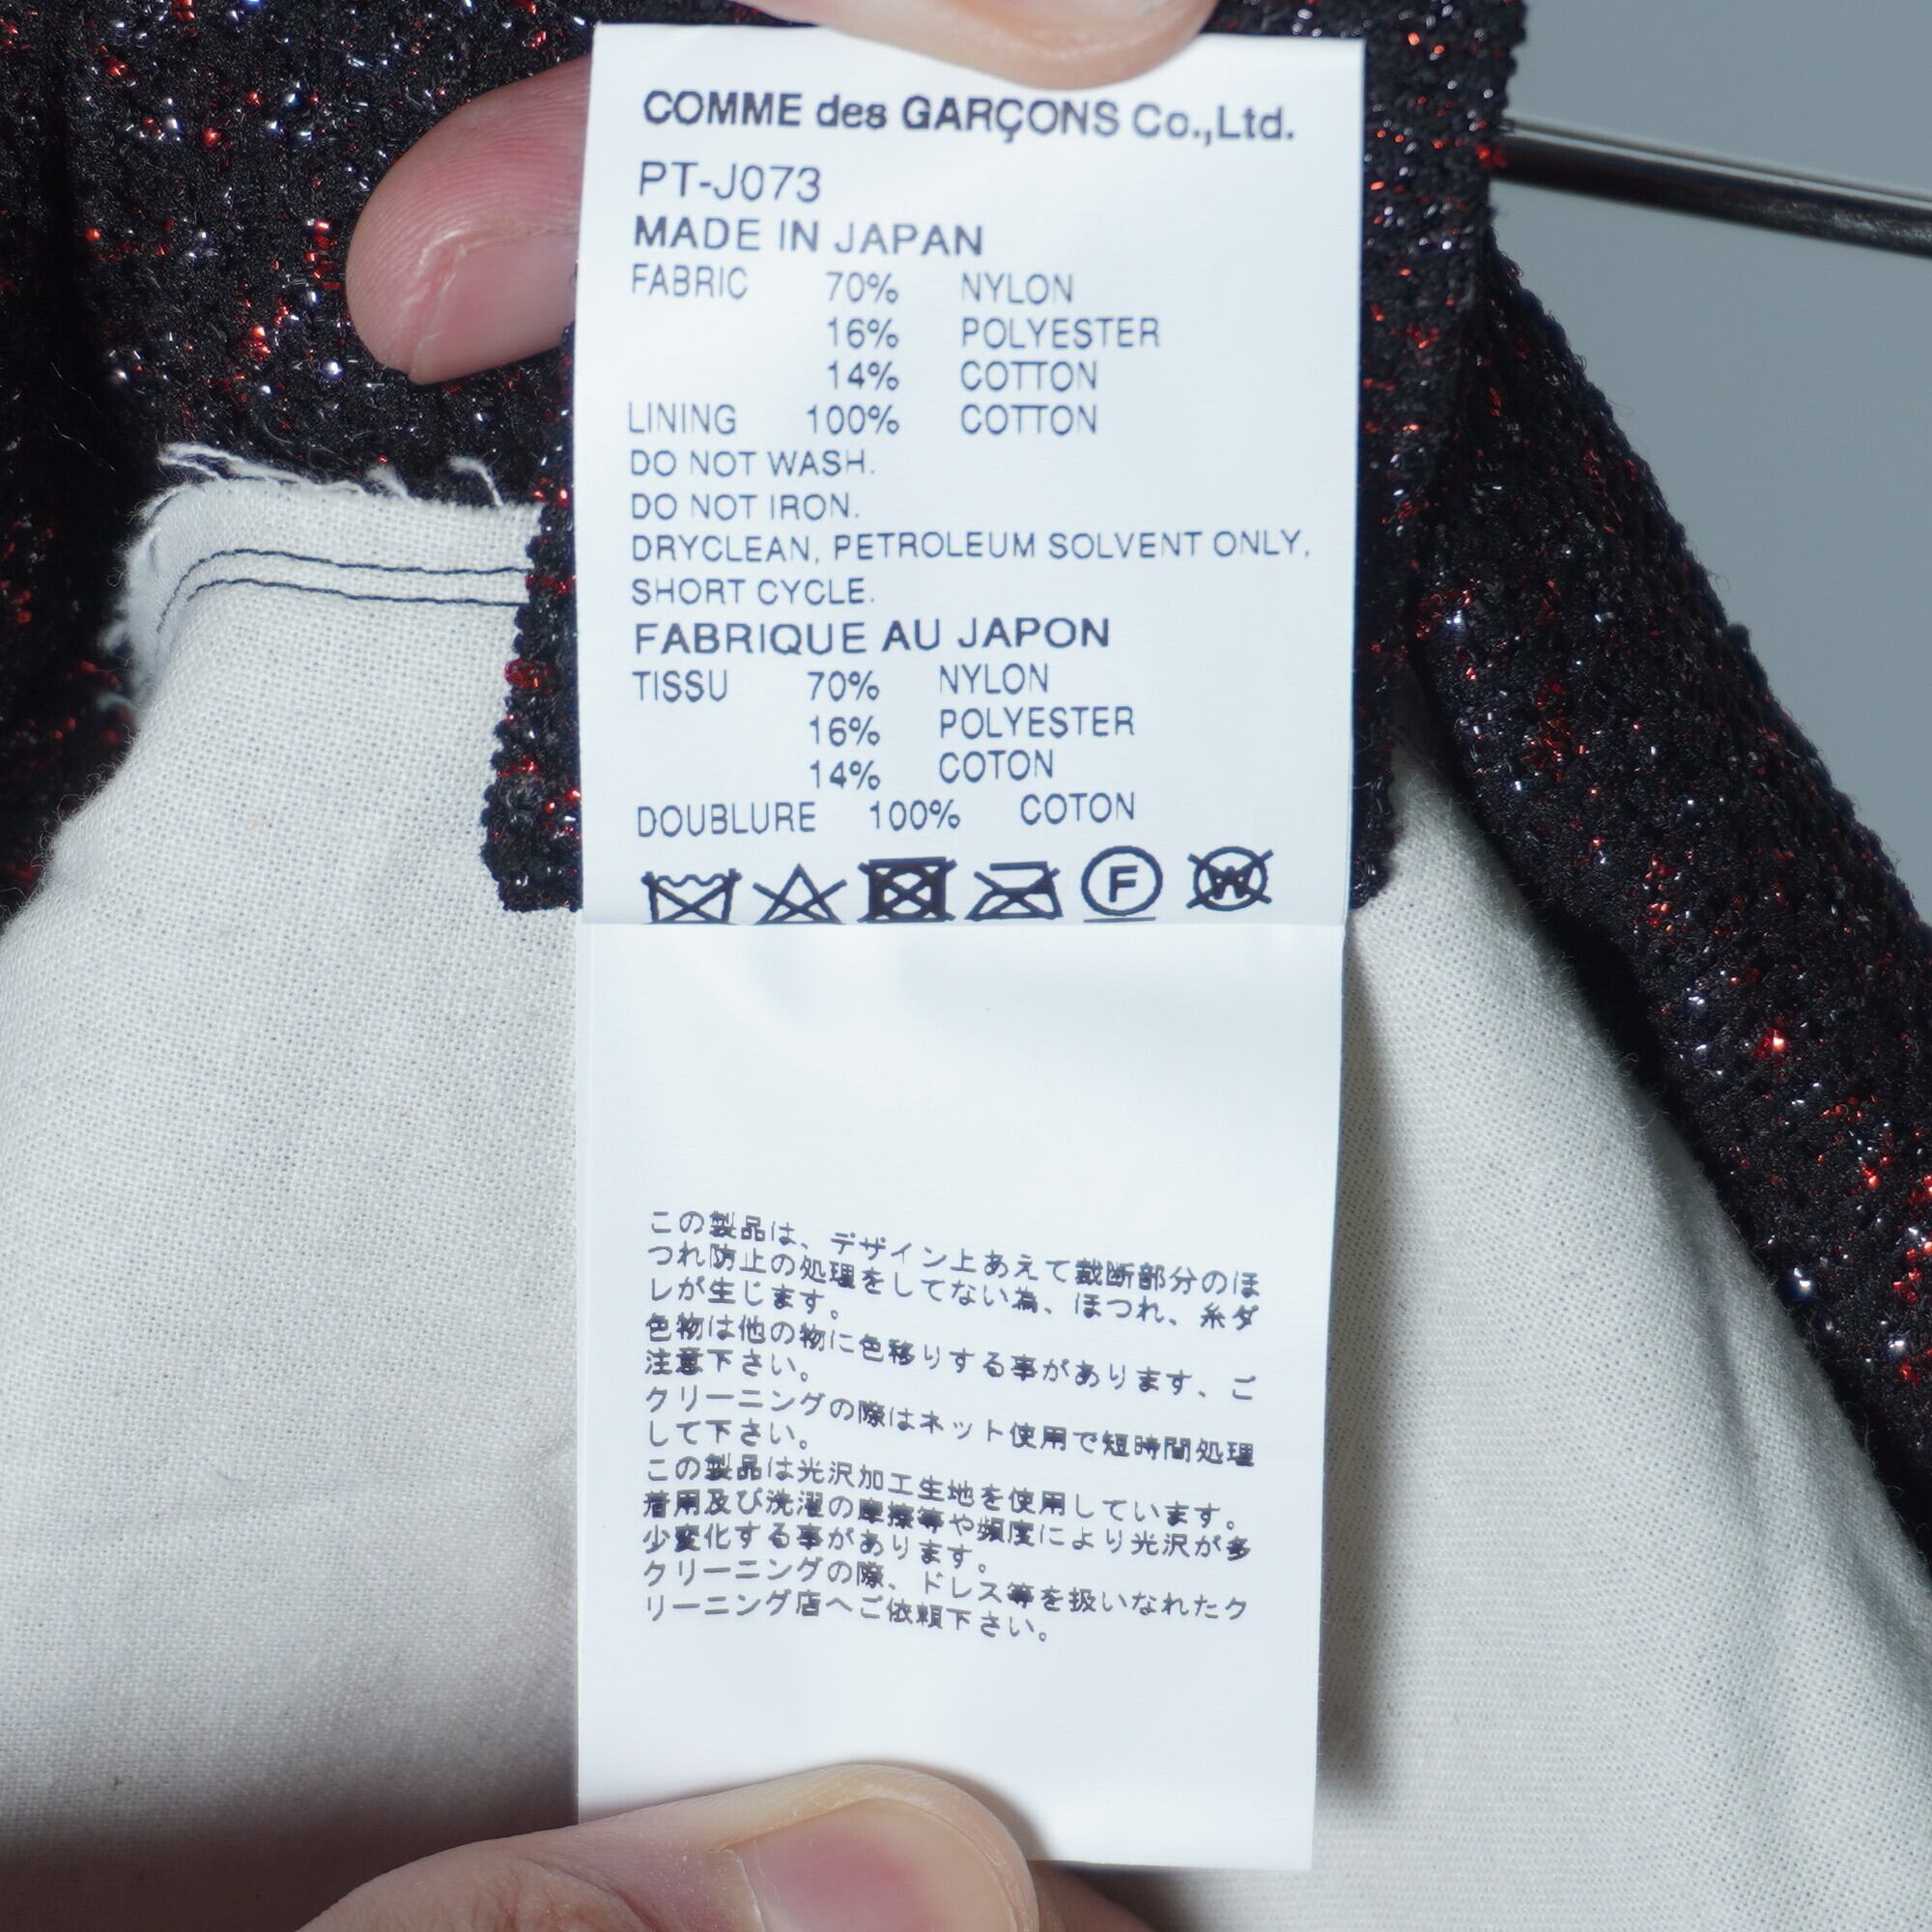 COMME des GARÇONS Co.,Ltd.
PT-J073
MADE IN JAPAN
FABRIC 70% NYLON
16% POLYESTER
14% COTTON
LINING 100% COTTON
DO NOT WASH.
DO NOT IRON.
DRYCLEAN, PETROLEUM SOLVENT ONLY,
SHORT CYCLE.
FABRIQUE AU JAPON
TISSU 70% NYLON
16% POLYESTER
14% COTON
DOUBLURE 100% COTON
F W
この製品は、デザイン上あえて裁断部分のほ
つれ防止の処理をしてない為、ほつれ、糸ダ
レが生じます。
色物は他の物に色移りする事があります、ご
注意下さい。
クリーニングの際はネット使用で短時間処理
して下さい。
この製品は光沢加工生地を使用しています。
着用及び洗濯の摩擦等や頻度により光沢が多
少変化する事があります。
クリーニングの際、ドレス等を扱いなれたク
リーニング店へご依頼下さい。